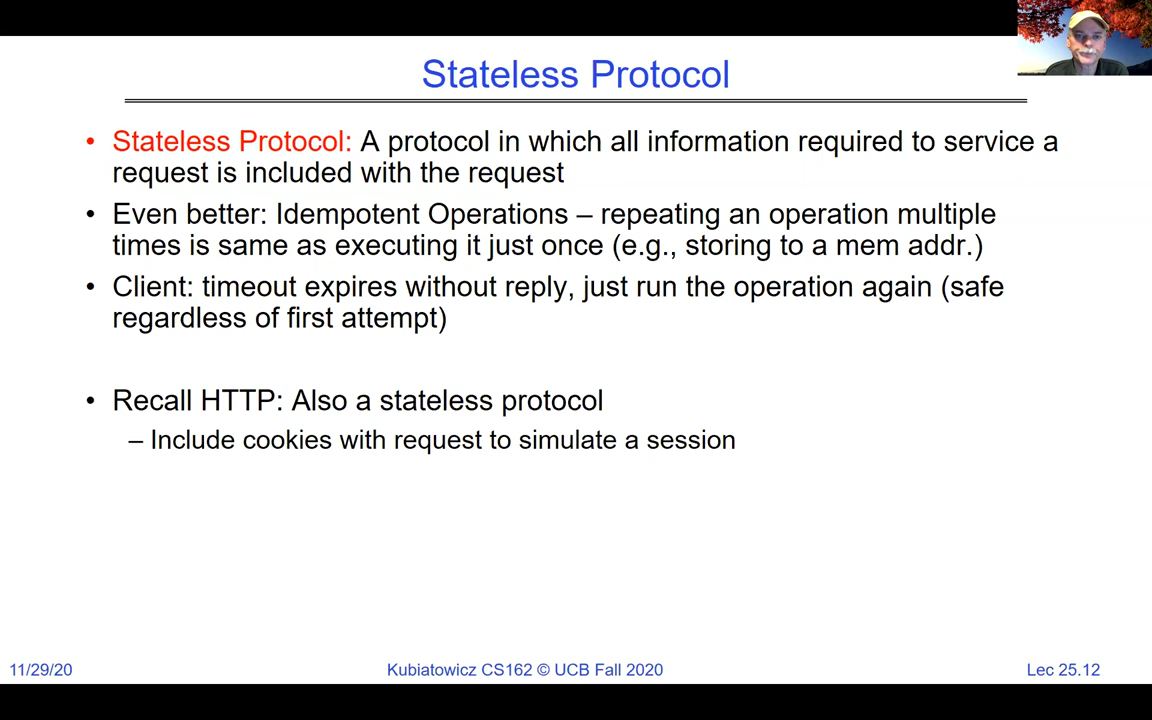 Stateless Protocol
• Stateless Protocol: A protocol in which all information required to service a
request is included with the request
• Even better: Idempotent Operations – repeating an operation multiple
times is same as executing it just once (e.g., storing to a mem addr.)
• Client: timeout expires without reply, just run the operation again (safe
regardless of first attempt)
• Recall HTTP: Also a stateless protocol
– Include cookies with request to simulate a session
11/29/20
Kubiatowicz CS162 © UCB Fall 2020
Lec 25.12